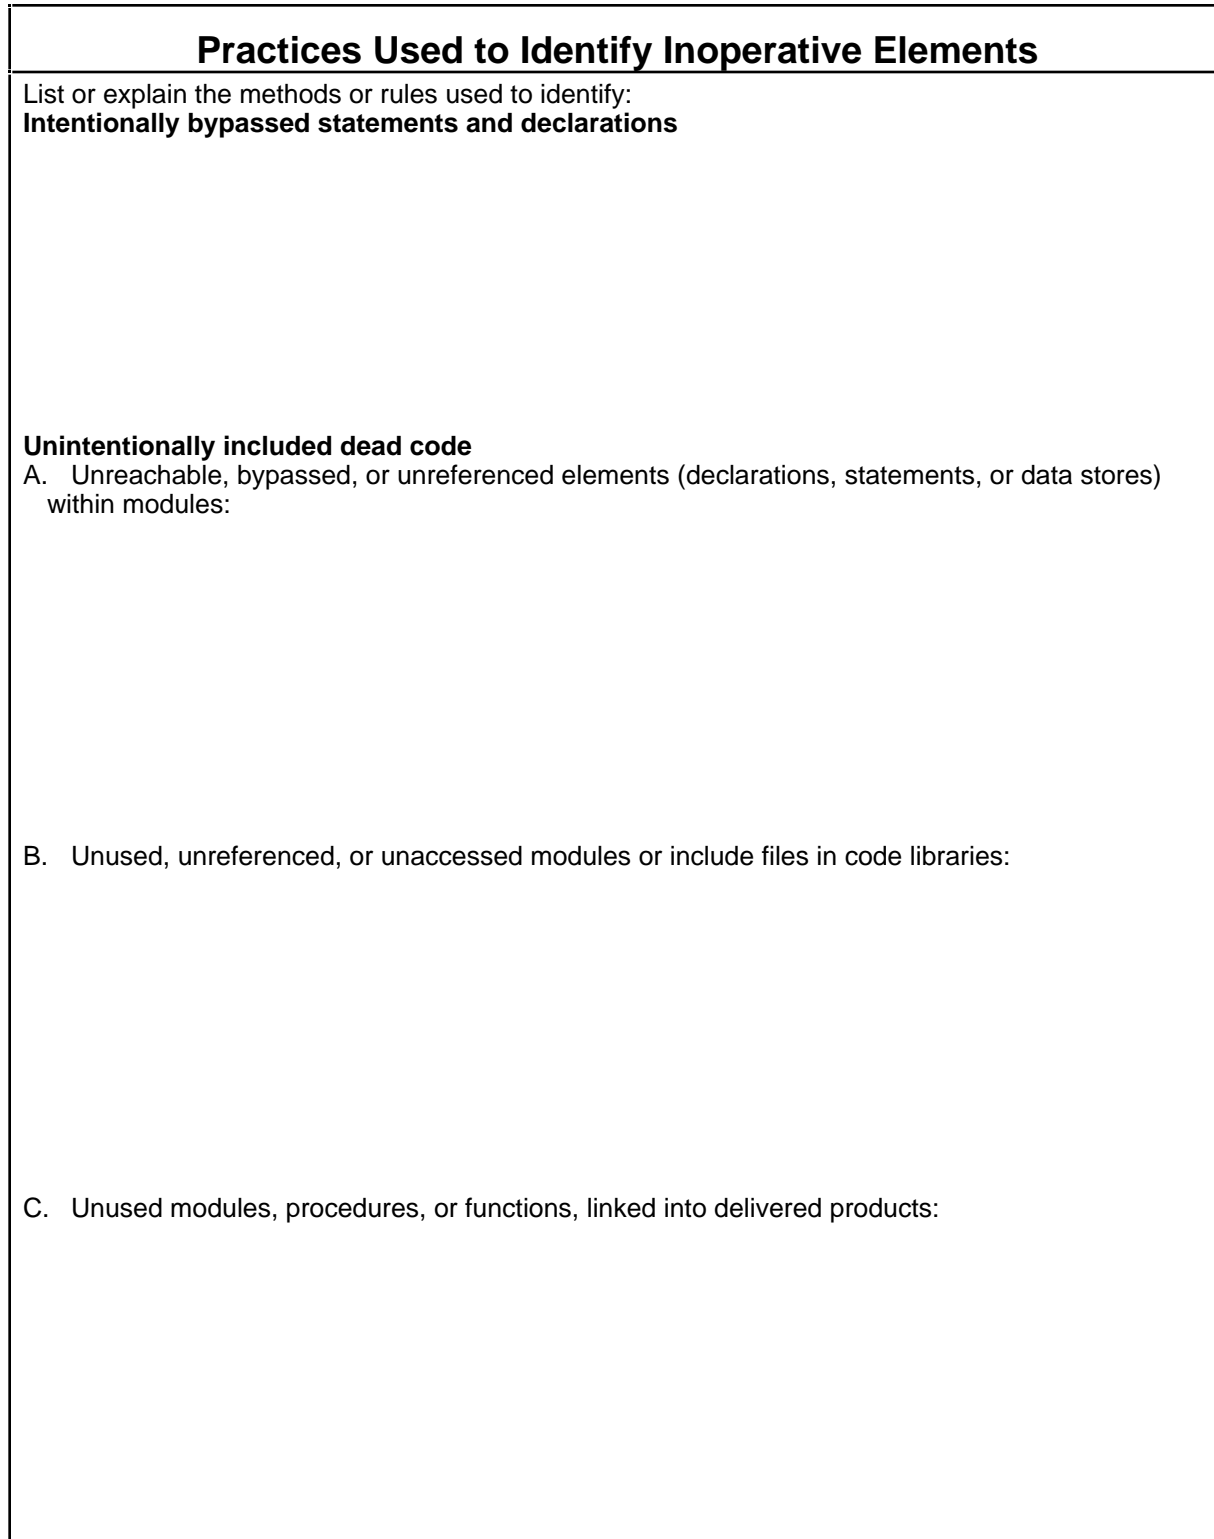 Practices Used to Identify Inoperative Elements
List or explain the methods or rules used to identify:
Intentionally bypassed statements and declarations
Unintentionally included dead code
A. Unreachable, bypassed, or unreferenced elements (declarations, statements, or data stores)
within modules:
B. Unused, unreferenced, or unaccessed modules or include files in code libraries:
C. Unused modules, procedures, or functions, linked into delivered products: